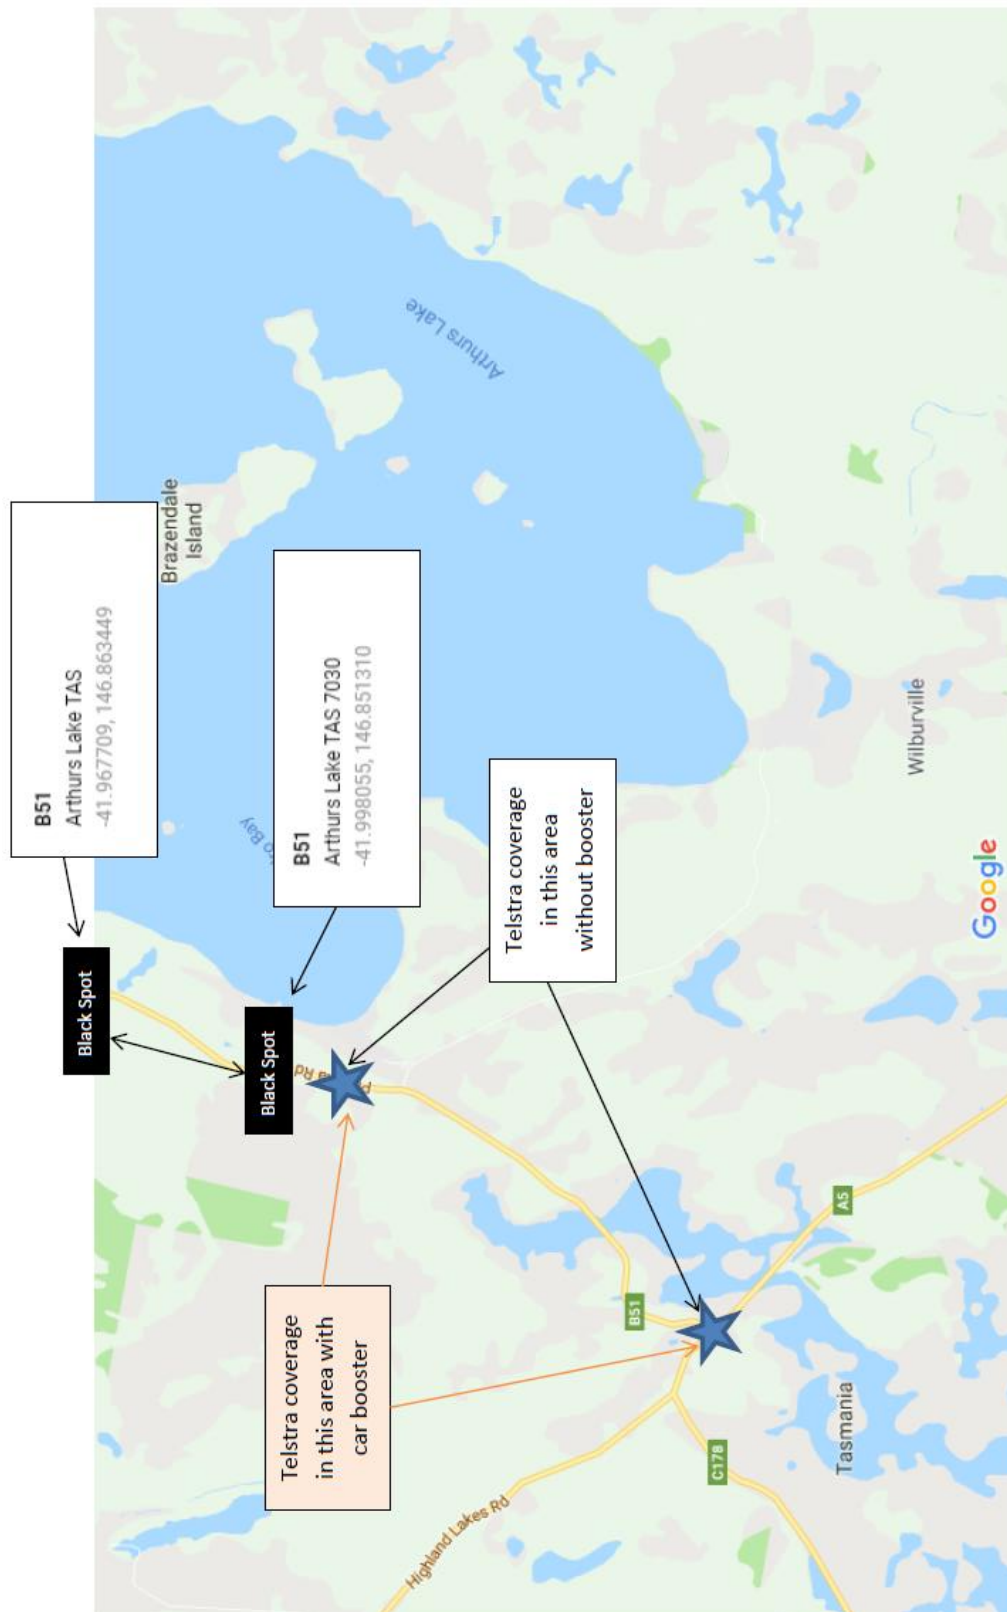 B51
Arthurs Lake TAS
-41.967709, 146.863449
Black Spot
Brazendale
Island
Arthurs Lake
B51
Arthurs Lake TAS 7030
-41.998055, 146.851310
Bay
Black Spot
Rd
Telstra coverage
in this area with
car booster
Telstra coverage
in this area
without booster
Highland Lakes Rd
B51
C178
A5
Tasmania
Wilburville
Google